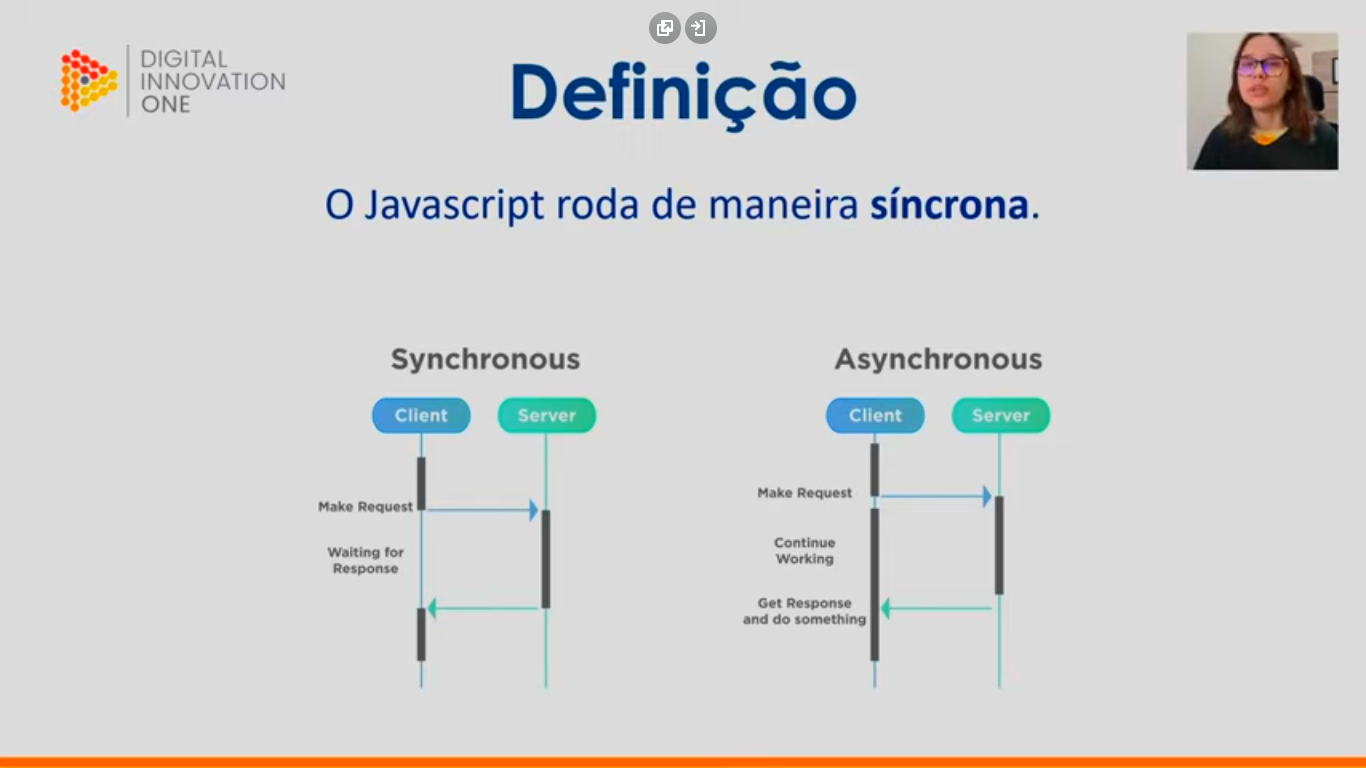 DIGITAL
INNOVATION
ONE
Definição
O Javascript roda de maneira síncrona.
Synchronous
Client
Server
Make Request
Waiting for
Response
Asynchronous
Client
Server
Make Request
Continue
Working
Get Response
and do something